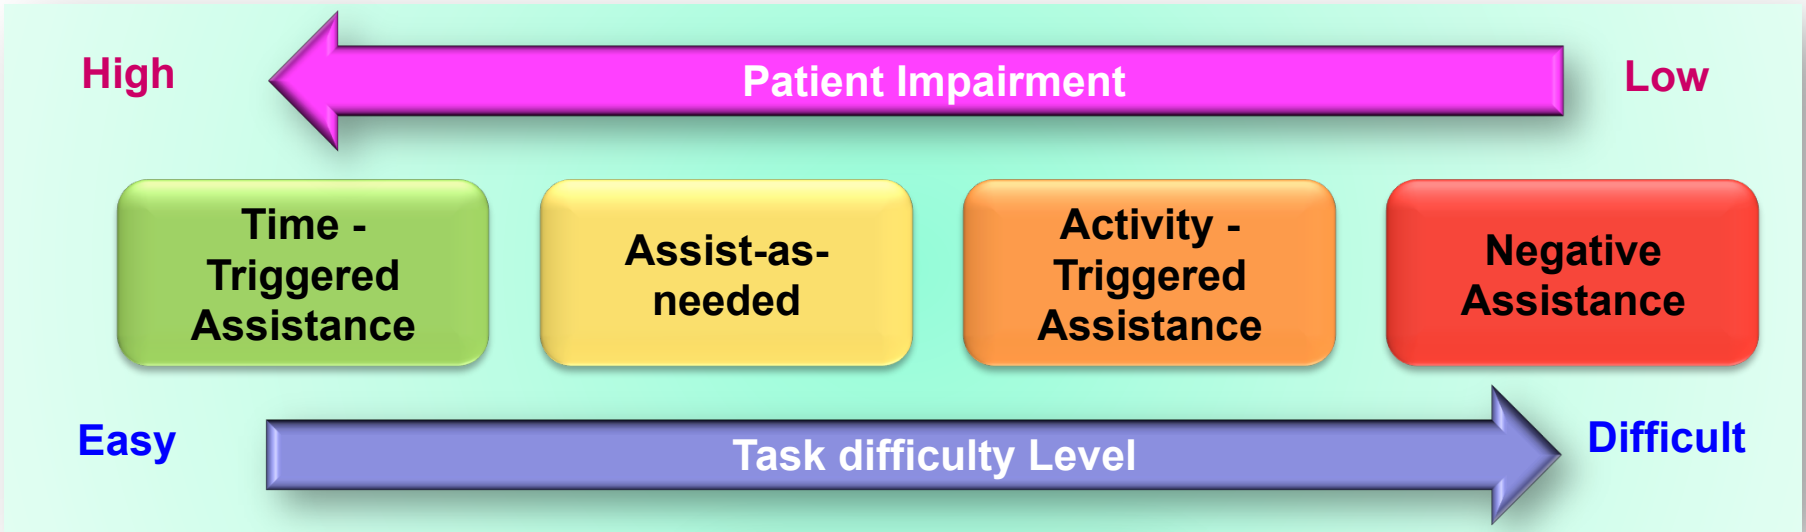 High
Patient Impairment
Low
Time -
Triggered
Assistance
Assist-as-
needed
Activity -
Triggered
Assistance
Negative
Assistance
Easy
Task difficulty Level
Difficult